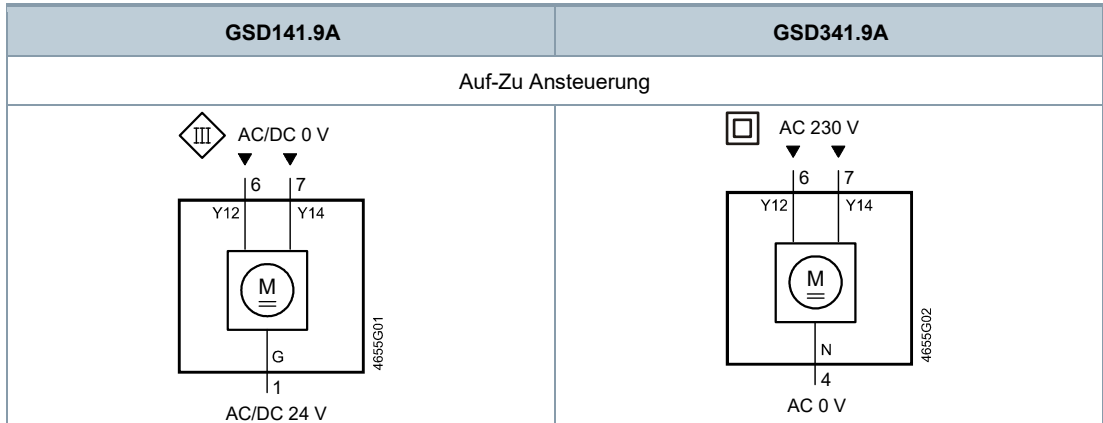 GSD141.9A
GSD341.9A
Auf-Zu Ansteuerung
III AC/DC 0 V
6 7
Y12 Y14
M
G
1
AC/DC 24 V
4655G01
AC 230 V
6 7
Y12 Y14
M
N
4
AC 0 V
4655G02